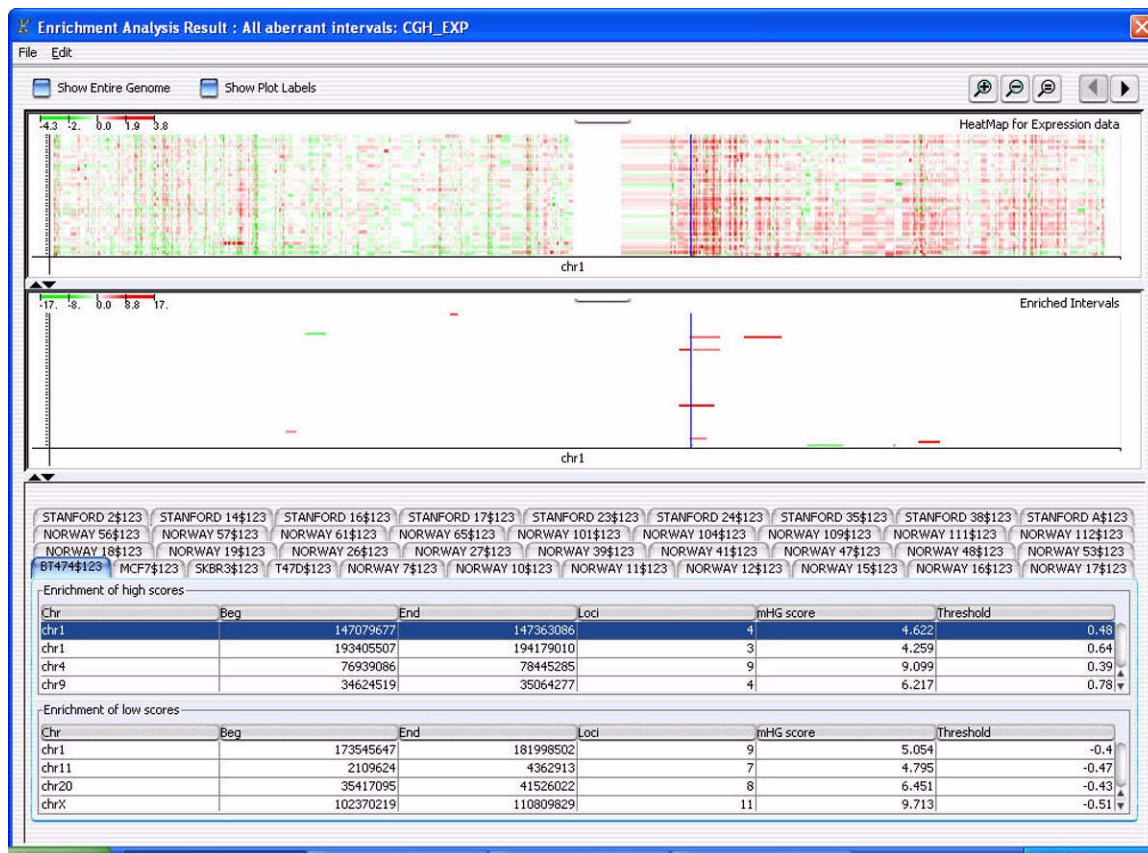 Enrichment Analysis Result : All aberrant intervals: CGH_EXP
File Edit
Show Entire Genome Show Plot Labels
-4.3 -2. 0.0 1.9 3.8 HeatMap for Expression data
chr1
-17. -8. 0.0 8.8 17. Enriched Intervals
chr1
STANFORD 2$123 STANFORD 14$123 STANFORD 16$123 STANFORD 17$123 STANFORD 23$123 STANFORD 24$123 STANFORD 35$123 STANFORD 38$123 STANFORD A$123
NORWAY 56$123 NORWAY 57$123 NORWAY 61$123 NORWAY 65$123 NORWAY 101$123 NORWAY 104$123 NORWAY 109$123 NORWAY 111$123 NORWAY 112$123
NORWAY 18$123 NORWAY 19$123 NORWAY 26$123 NORWAY 27$123 NORWAY 39$123 NORWAY 41$123 NORWAY 47$123 NORWAY 48$123 NORWAY 53$123
BT474$123 MCF7$123 SKBR3$123 T47D$123 NORWAY 7$123 NORWAY 10$123 NORWAY 11$123 NORWAY 12$123 NORWAY 15$123 NORWAY 16$123 NORWAY 17$123
Enrichment of high scores
Chr Beg End Loci mHG score Threshold
chr1 147079677 147363086 4 4.622 0.48
chr1 193405507 194179010 3 4.259 0.64
chr4 76939086 78445285 9 9.099 0.39
chr9 34624519 35064277 4 6.217 0.78
Enrichment of low scores
Chr Beg End Loci mHG score Threshold
chr1 173545647 181998502 9 5.054 -0.4
chr11 2109624 4362913 7 4.795 -0.47
chr20 35417095 41526022 8 6.451 -0.43
chrX 102370219 110809829 11 9.713 -0.51